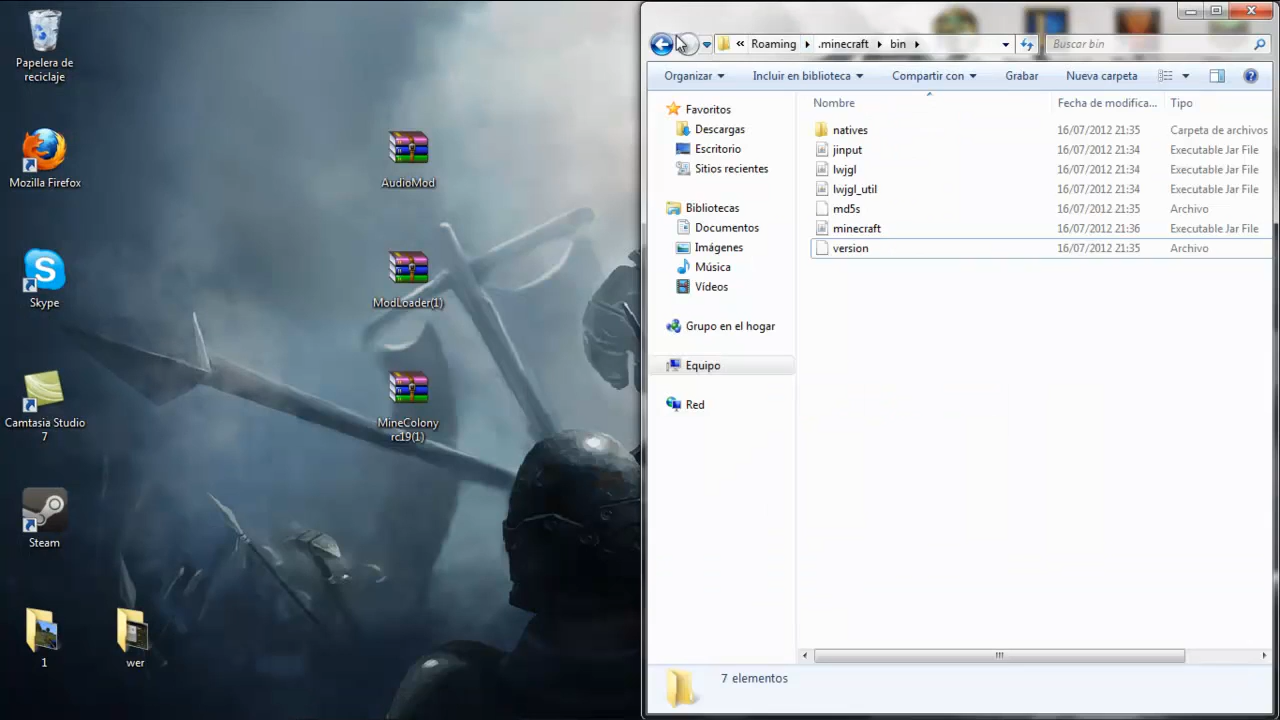 Papelera de
reciclaje
Mozilla Firefox
Skype
Camtasia Studio
7
Steam
1
wer
AudioMod
ModLoader(1)
MineColony
rc19(1)
« Roaming .minecraft bin
Buscar bin
Organizar Incluir en biblioteca Compartir con Grabar Nueva carpeta
Favoritos
Descargas
Escritorio
Sitios recientes
Bibliotecas
Documentos
Imágenes
Música
Vídeos
Grupo en el hogar
Equipo
Red
Nombre Fecha de modifica... Tipo
natives 16/07/2012 21:35 Carpeta de archivos
jinput 16/07/2012 21:34 Executable Jar File
lwjgl 16/07/2012 21:34 Executable Jar File
lwjgl_util 16/07/2012 21:34 Executable Jar File
md5s 16/07/2012 21:35 Archivo
minecraft 16/07/2012 21:36 Executable Jar File
version 16/07/2012 21:35 Archivo
7 elementos